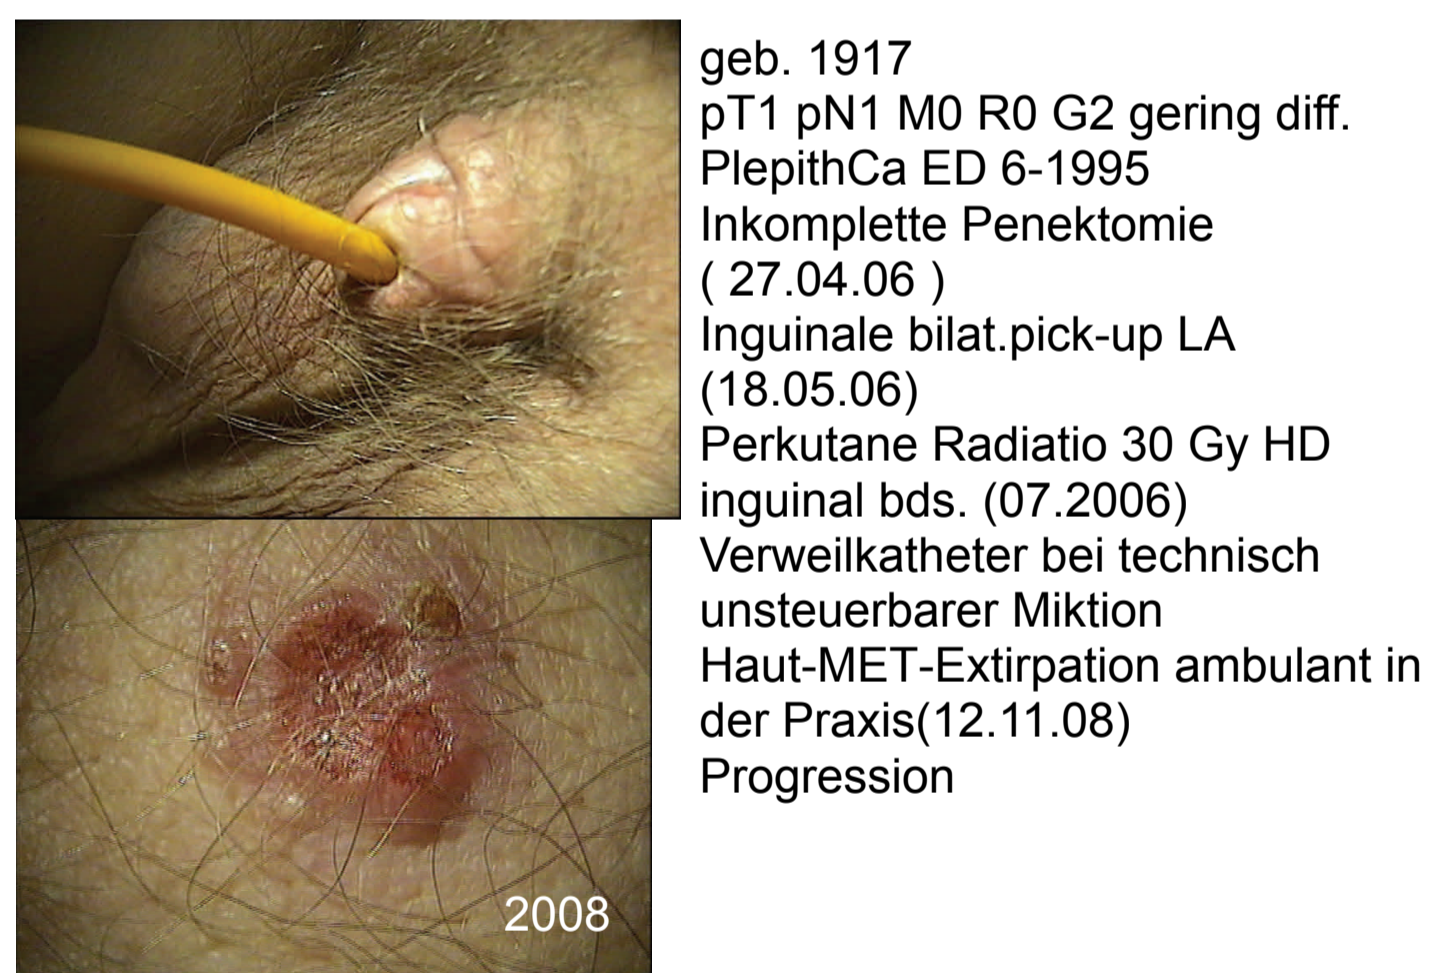 geb. 1917
pT1 pN1 M0 R0 G2 gering diff.
PlepithCa ED 6-1995
Inkomplette Penektomie
( 27.04.06 )
Inguinale bilat.pick-up LA
(18.05.06)
Perkutane Radiatio 30 Gy HD
inguinal bds. (07.2006)
Verweilkatheter bei technisch
unsteuerbarer Miktion
Haut-MET-Extirpation ambulant in
der Praxis(12.11.08)
Progression
2008